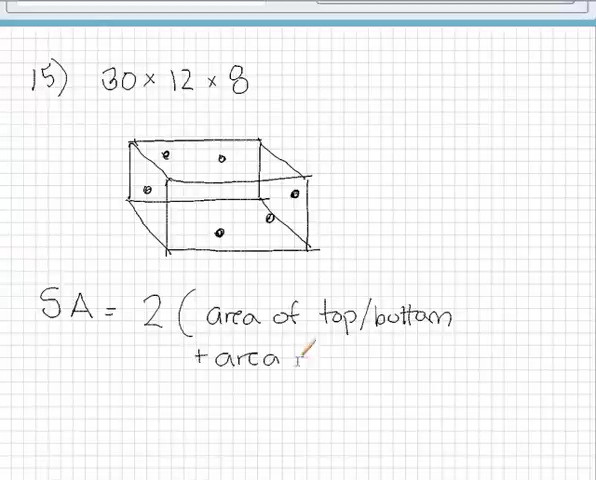 15) 30 × 12 × 8
SA = 2 ( area of top/bottom
+ area